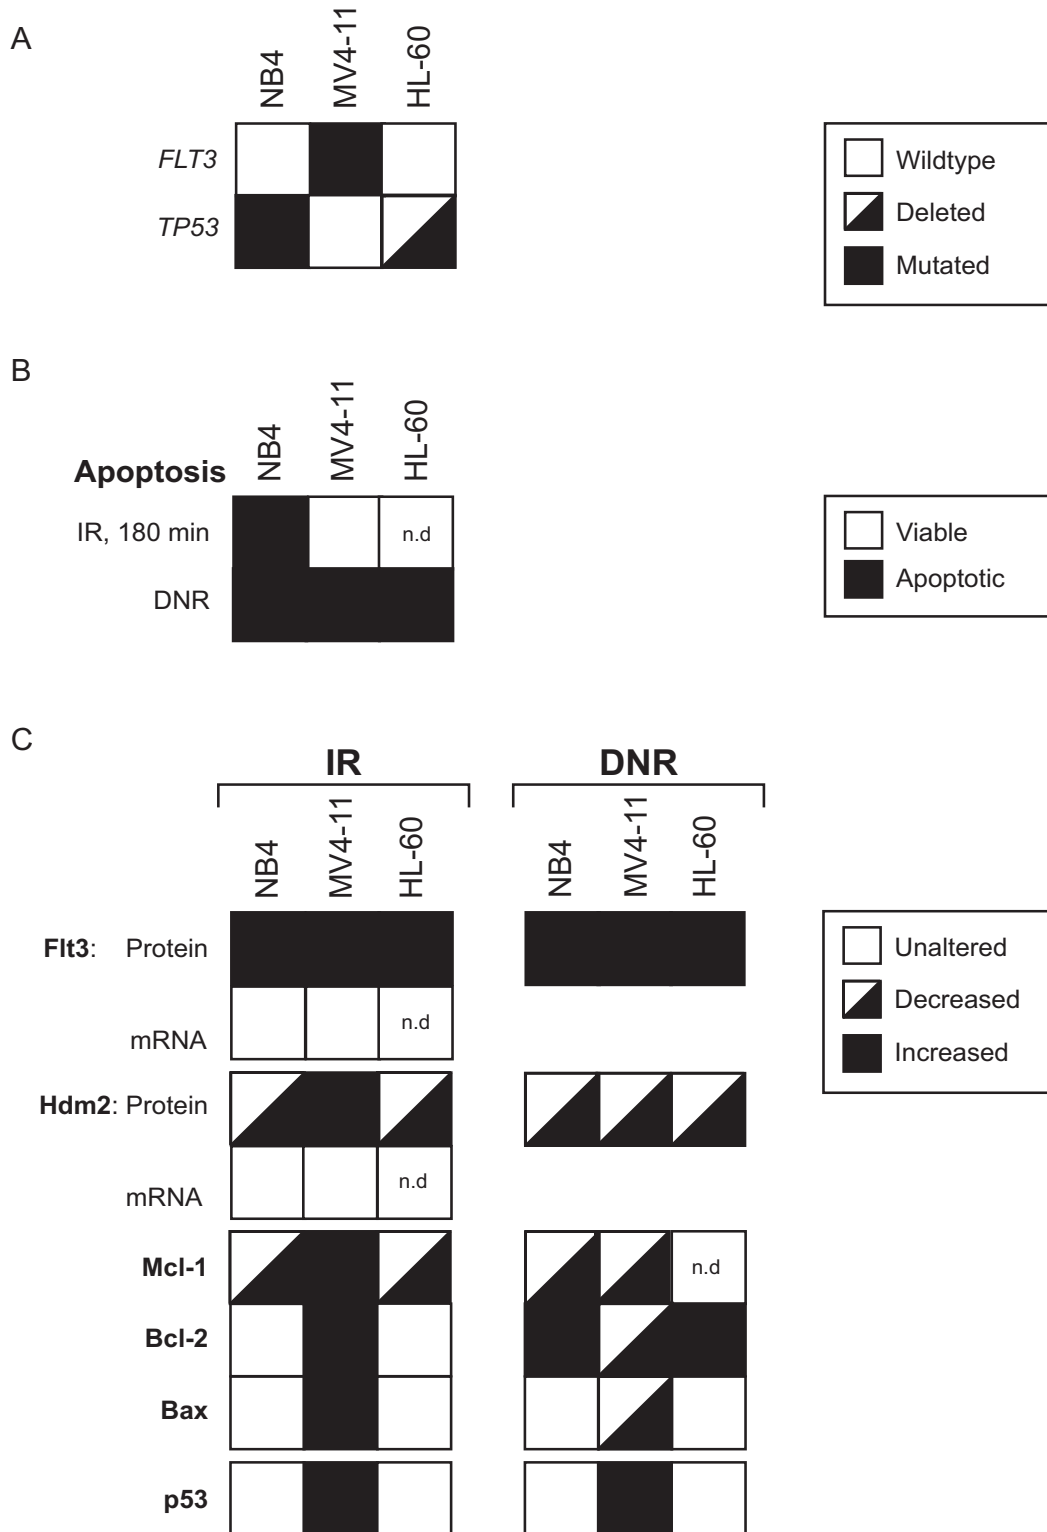 A
NB4
MV4-11
HL-60
FLT3
TP53
Wildtype
Deleted
Mutated
B
NB4
MV4-11
HL-60
Apoptosis
IR, 180 min
n.d
DNR
Viable
Apoptotic
C
IR
DNR
NB4
MV4-11
HL-60
NB4
MV4-11
HL-60
Flt3: Protein
mRNA
n.d
Hdm2: Protein
mRNA
n.d
Mcl-1
n.d
Bcl-2
Bax
p53
Unaltered
Decreased
Increased